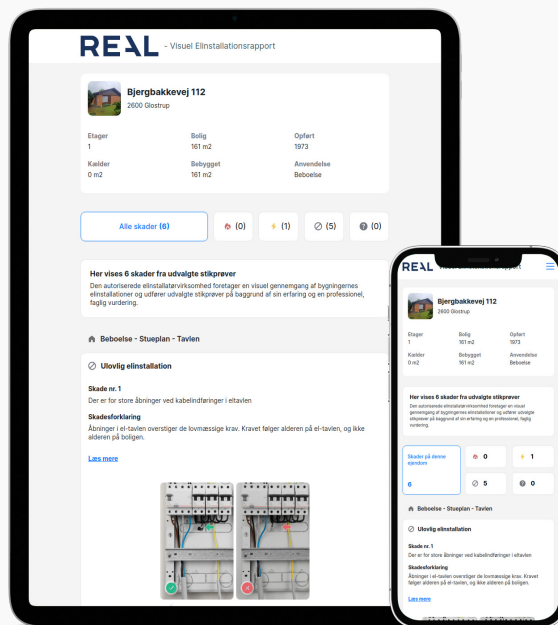 REAL - Visuel Elinstallationsrapport
Bjergbakkevej 112
2600 Glostrup
Etager Bolig Opført
1 161 m2 1973
Kælder Bebygget Anvendelse
0 m2 161 m2 Beboelse
Alle skader (6) (0) (1) (5) (0)
Her vises 6 skader fra udvalgte stikprøver
Den autoriserede elinstallatørvirksomhed foretager en visuel gennemgang af bygningernes
elinstallationer og udfører udvalgte stikprøver på baggrund af sin erfaring og en professionel,
faglig vurdering.
Beboelse - Stueplan - Tavlen
Ulovlig elinstallation
Skade nr. 1
Der er for store åbninger ved kabelindføringer i eltavlen
Skadesforklaring
Åbninger i el-tavlen overstiger de lovmæssige krav. Kravet følger alderen på el-tavlen, og ikke
alderen på boligen.
Læs mere
REAL
Bjergbakkevej 112
2600 Glostrup
Etager Bolig Opført
1 161 m2 1973
Kælder Bebygget Anvendelse
0 m2 161 m2 Beboelse
Her vises 6 skader fra udvalgte stikprøver
Den autoriserede elinstallatørvirksomhed foretager en visuel
gennemgang af bygningernes elinstallationer og udfører udvalgte
stikprøver på baggrund af sin erfaring og en professionel, faglig
vurdering.
Skader på denne
ejendom
6
0 1
5 0
Beboelse - Stueplan - Tavlen
Ulovlig elinstallation
Skade nr. 1
Der er for store åbninger ved kabelindføringer i eltavlen
Skadesforklaring
Åbninger i el-tavlen overstiger de lovmæssige krav. Kravet følger
alderen på el-tavlen, og ikke alderen på boligen.
Læs mere